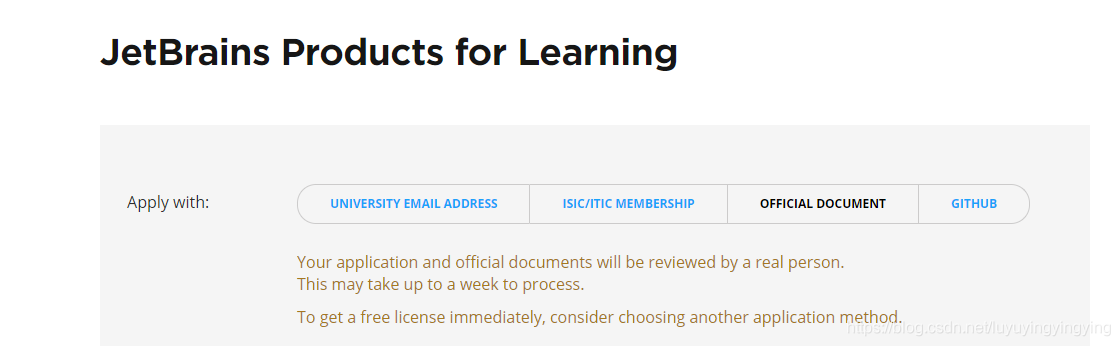 JetBrains Products for Learning
Apply with:
UNIVERSITY EMAIL ADDRESS
ISIC/ITIC MEMBERSHIP
OFFICIAL DOCUMENT
GITHUB
Your application and official documents will be reviewed by a real person.
This may take up to a week to process.
To get a free license immediately, consider choosing another application method.
https://blog.csdn.net/luyuyingyingying